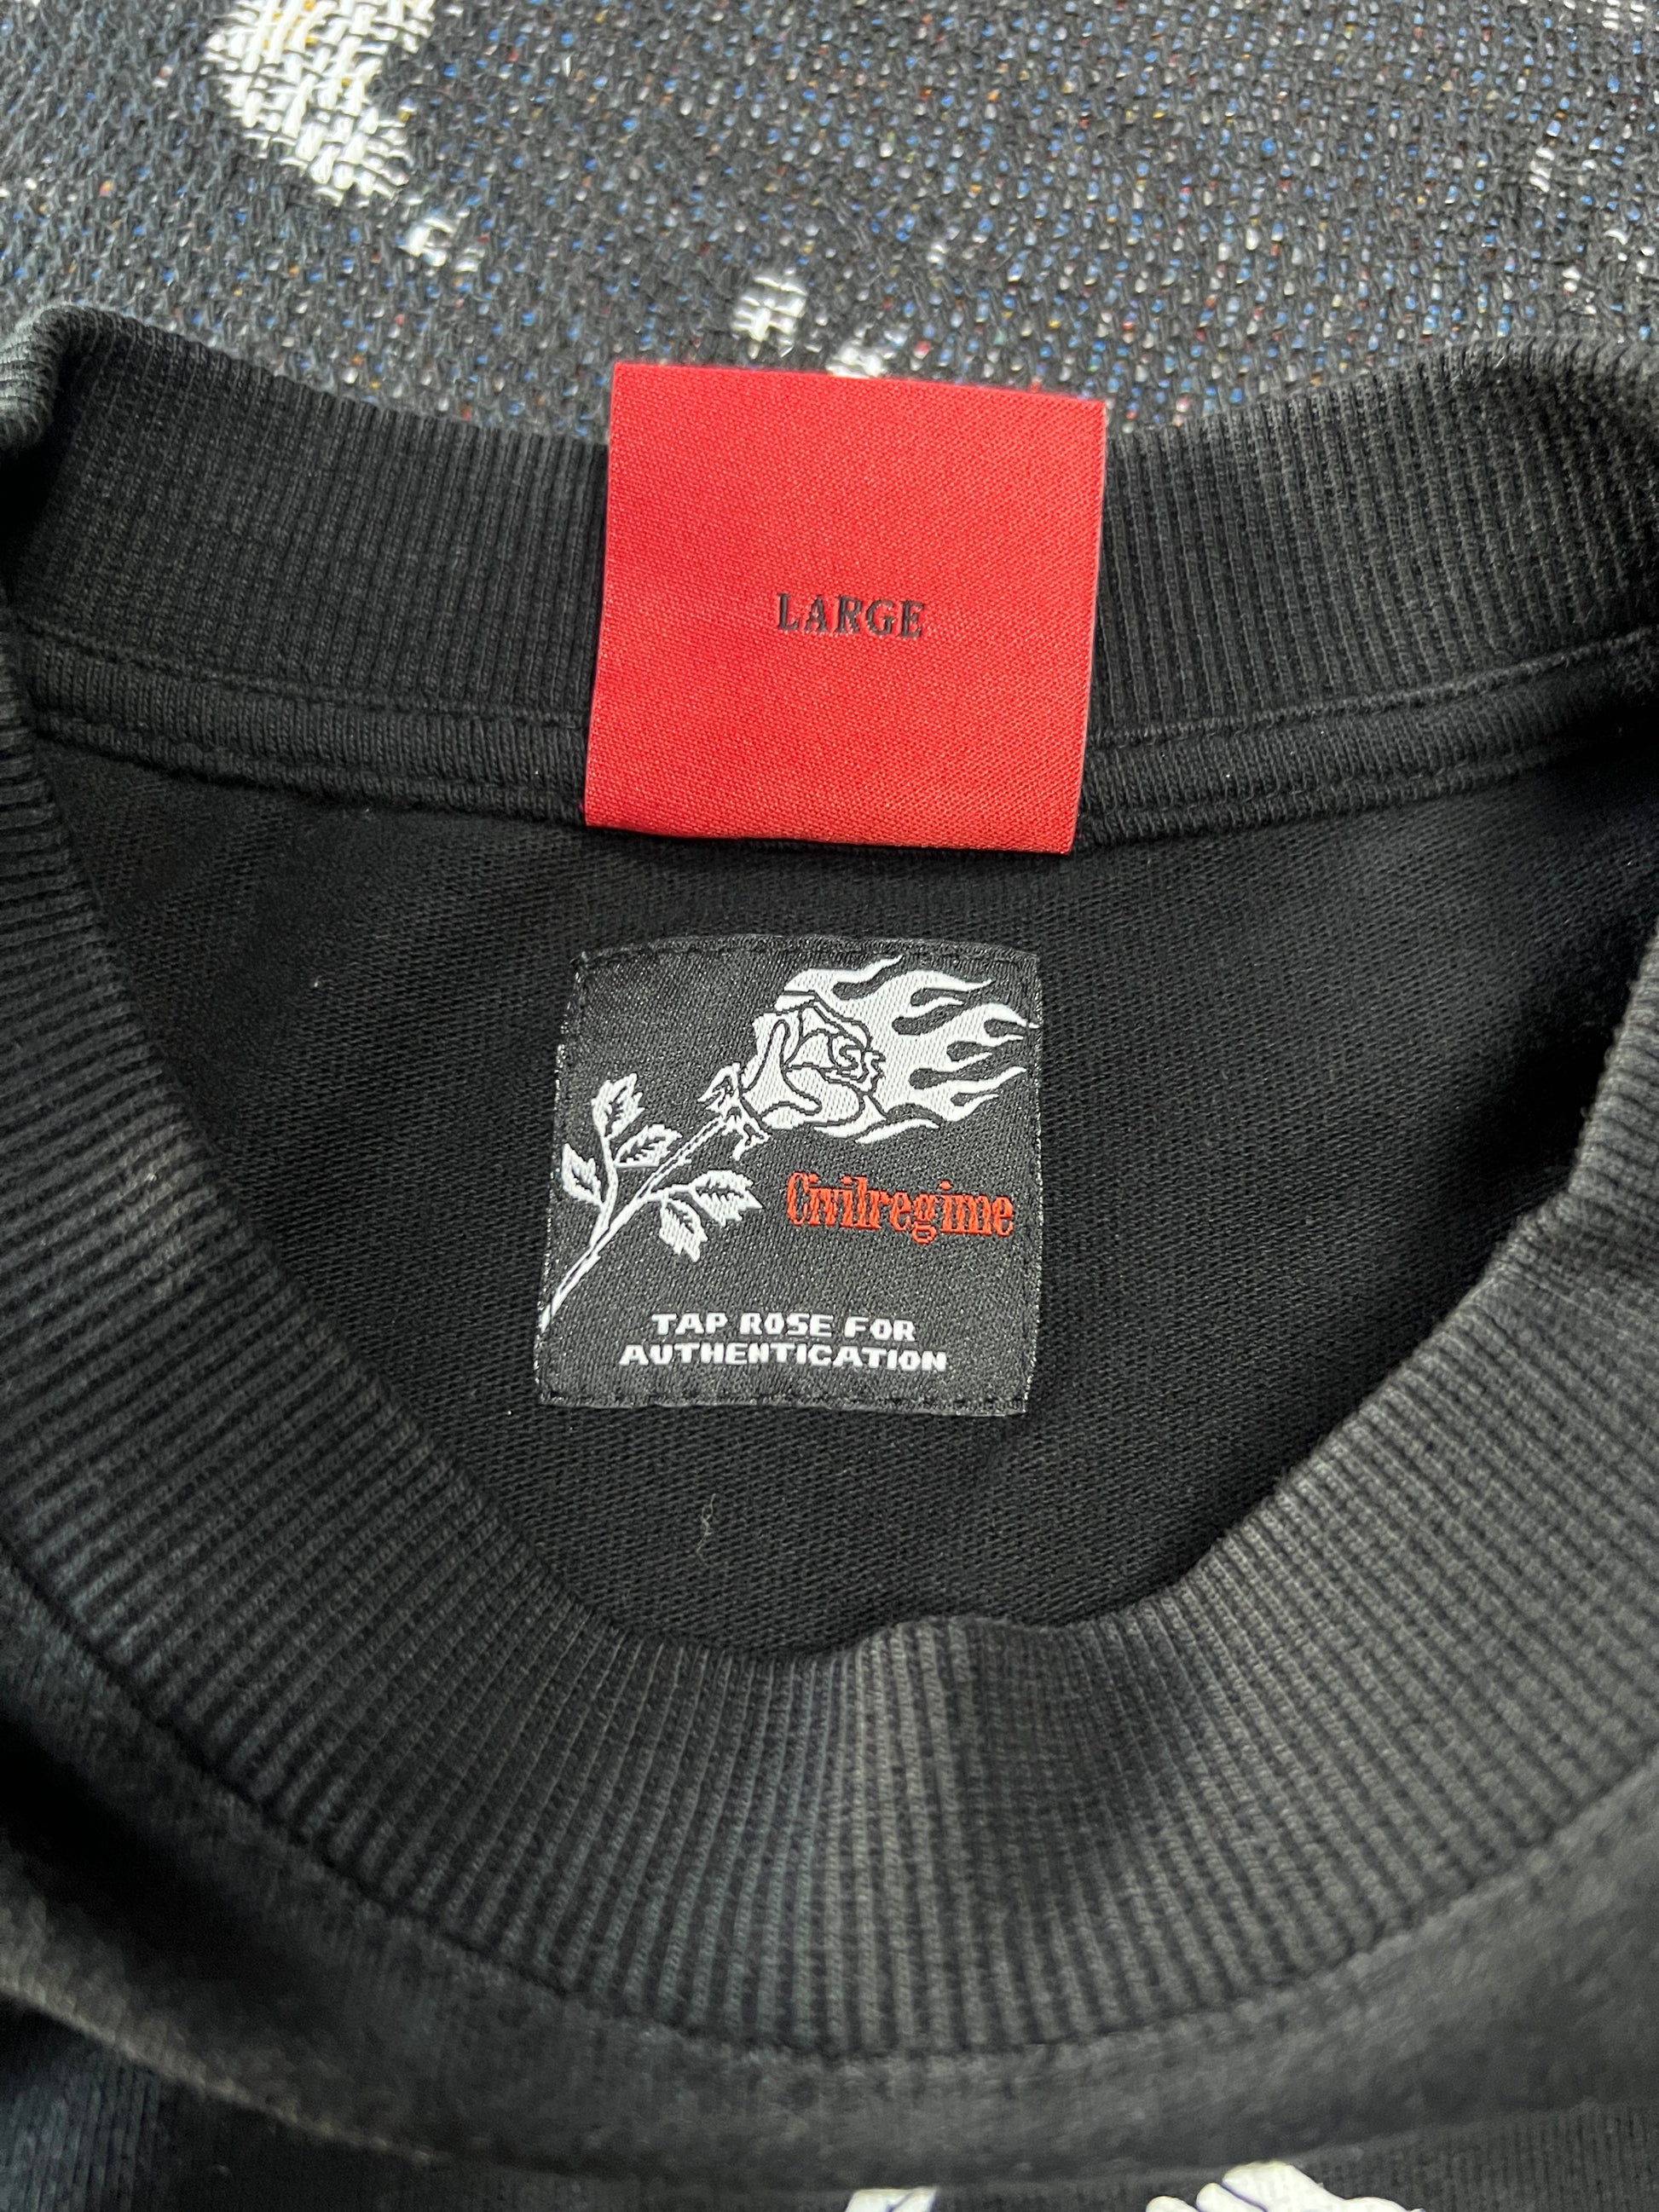 LARGE
Civilregime
TAP ROSE FOR
AUTHENTICATION